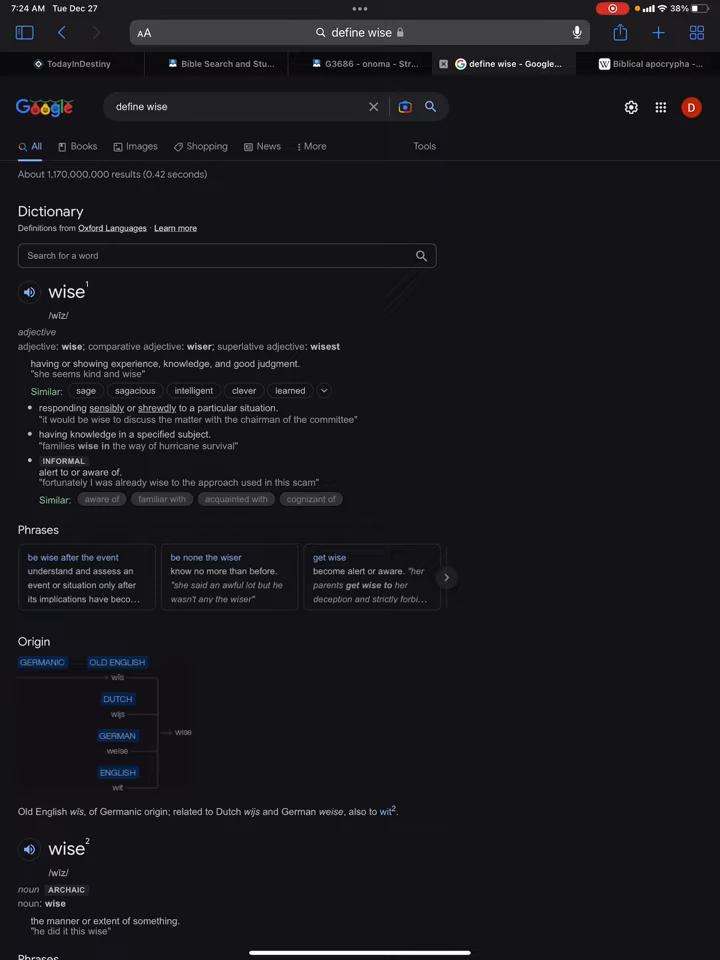 7:24 AM Tue Dec 27
38%
AA
define wise
TodayInDestiny
Bible Search and Stu...
G3686 - onoma - Str...
define wise - Google...
W Biblical apocrypha -...
Google
define wise
D
All
Books
Images
Shopping
News
More
Tools
About 1,170,000,000 results (0.42 seconds)
Dictionary
Definitions from Oxford Languages · Learn more
Search for a word
wise1
/wīz/
adjective
adjective: wise; comparative adjective: wiser; superlative adjective: wisest
having or showing experience, knowledge, and good judgment.
"she seems kind and wise"
Similar: sage sagacious intelligent clever learned
• responding sensibly or shrewdly to a particular situation.
"it would be wise to discuss the matter with the chairman of the committee"
• having knowledge in a specified subject.
"families wise in the way of hurricane survival"
• INFORMAL
alert to or aware of.
"fortunately I was already wise to the approach used in this scam"
Similar: aware of familiar with acquainted with cognizant of
Phrases
be wise after the event
understand and assess an
event or situation only after
its implications have beco...
be none the wiser
know no more than before.
"she said an awful lot but he
wasn't any the wiser"
get wise
become alert or aware. "her
parents get wise to her
deception and strictly forbi...
Origin
GERMANIC OLD ENGLISH
wīs
DUTCH
wijs
wise
GERMAN
weise
ENGLISH
wit
Old English wīs, of Germanic origin; related to Dutch wijs and German weise, also to wit2.
wise2
/wīz/
noun ARCHAIC
noun: wise
the manner or extent of something.
"he did it this wise"
Phrases